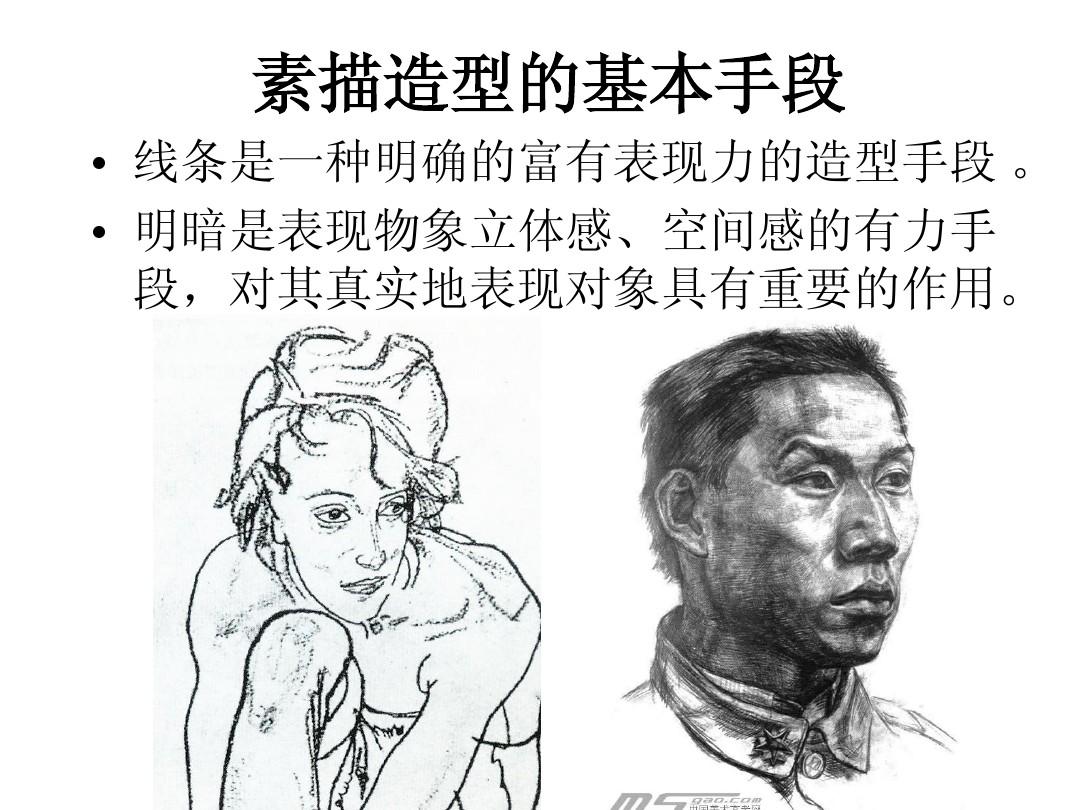 素描造型的基本手段
• 线条是一种明确的富有表现力的造型手段 。
• 明暗是表现物象立体感、空间感的有力手
段，对其真实地表现对象具有重要的作用。
gao.com